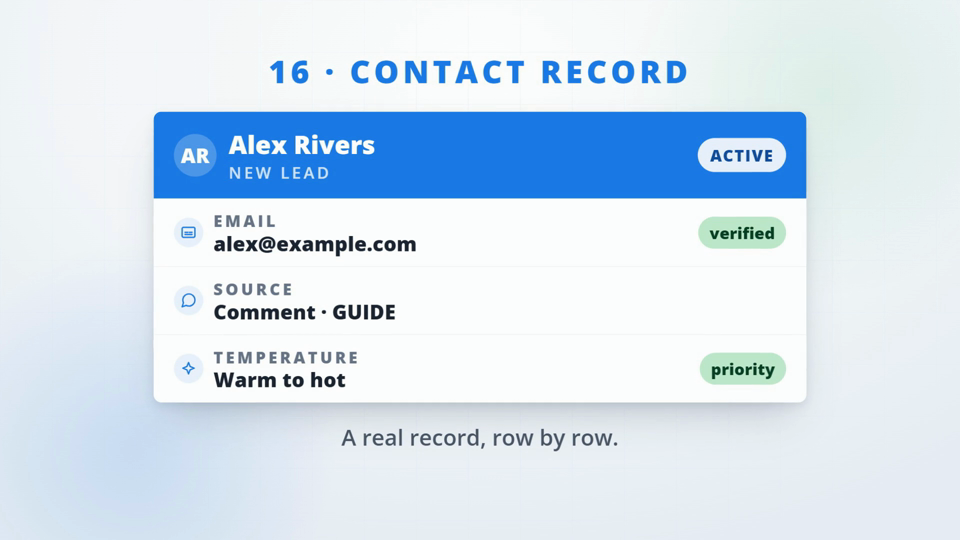 16 · CONTACT RECORD
AR
Alex Rivers
NEW LEAD
ACTIVE
EMAIL
alex@example.com
verified
SOURCE
Comment · GUIDE
TEMPERATURE
Warm to hot
priority
A real record, row by row.